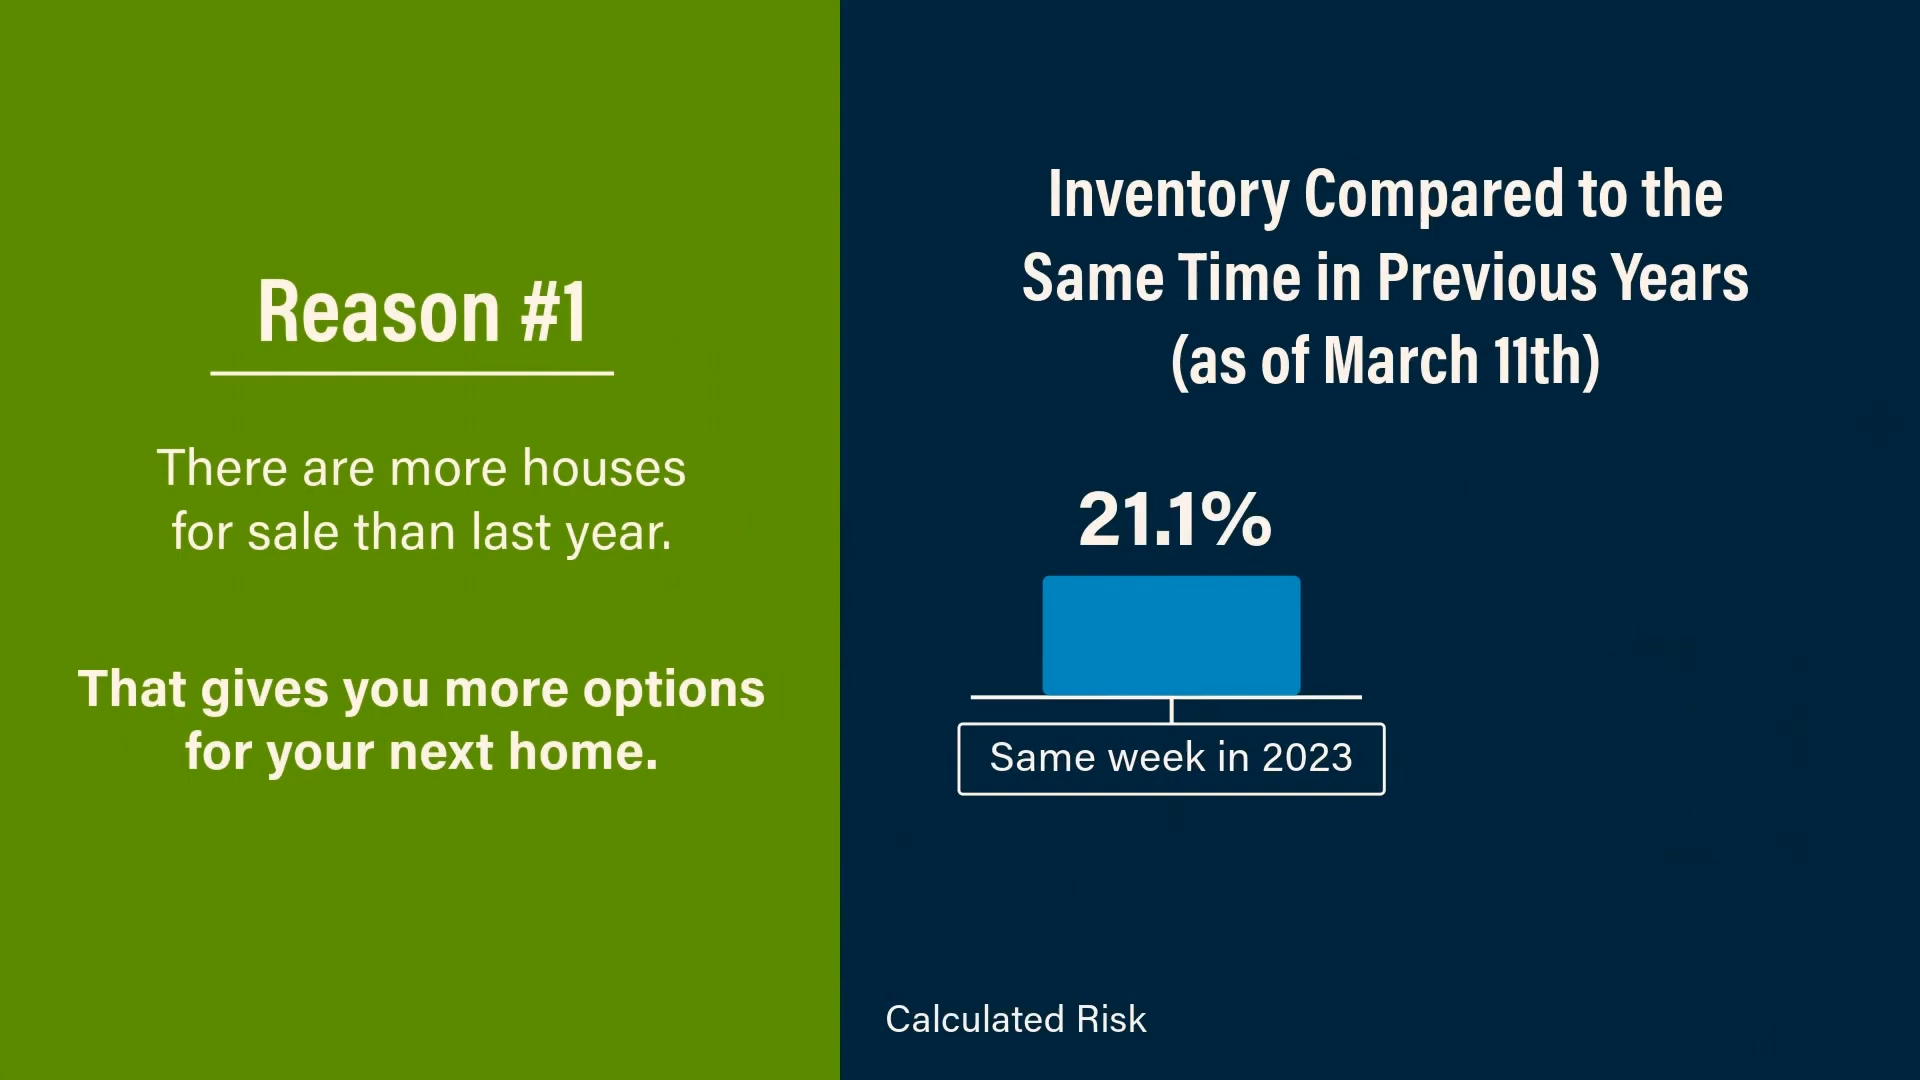 Reason #1
There are more houses
for sale than last year.
That gives you more options
for your next home.
Inventory Compared to the
Same Time in Previous Years
(as of March 11th)
21.1%
Same week in 2023
Calculated Risk